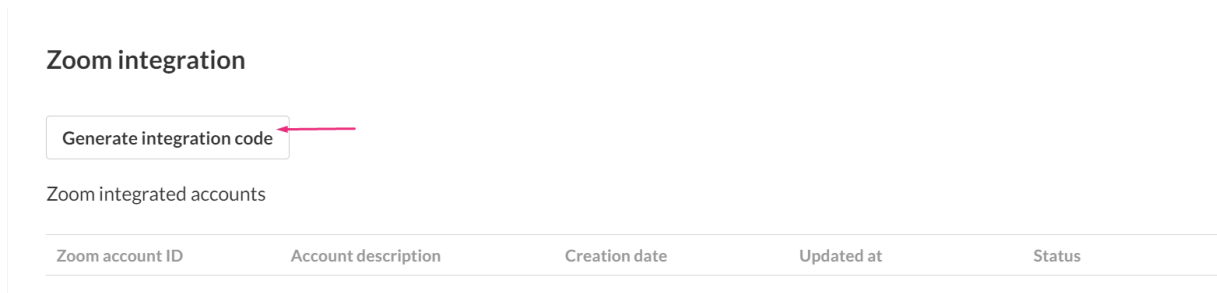 Zoom integration
Generate integration code
Zoom integrated accounts
Zoom account ID Account description Creation date Updated at Status